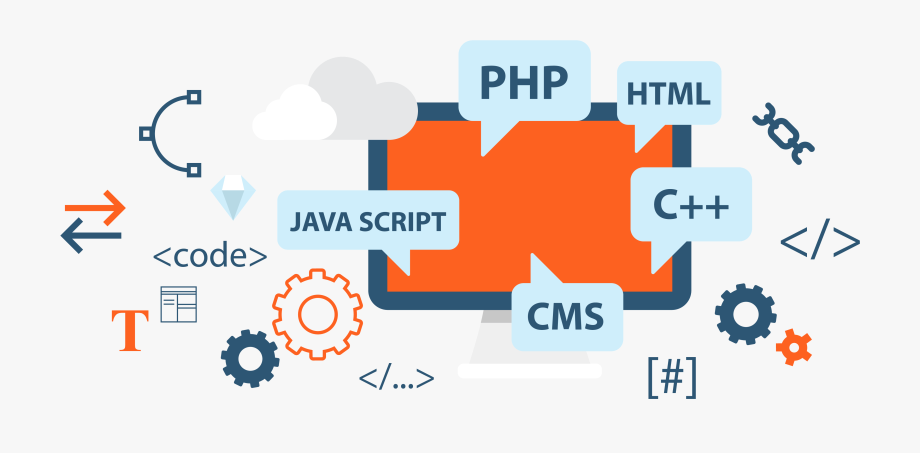 PHP
HTML
C++
JAVA SCRIPT
</>
<code>
T
CMS
</...>
[#]